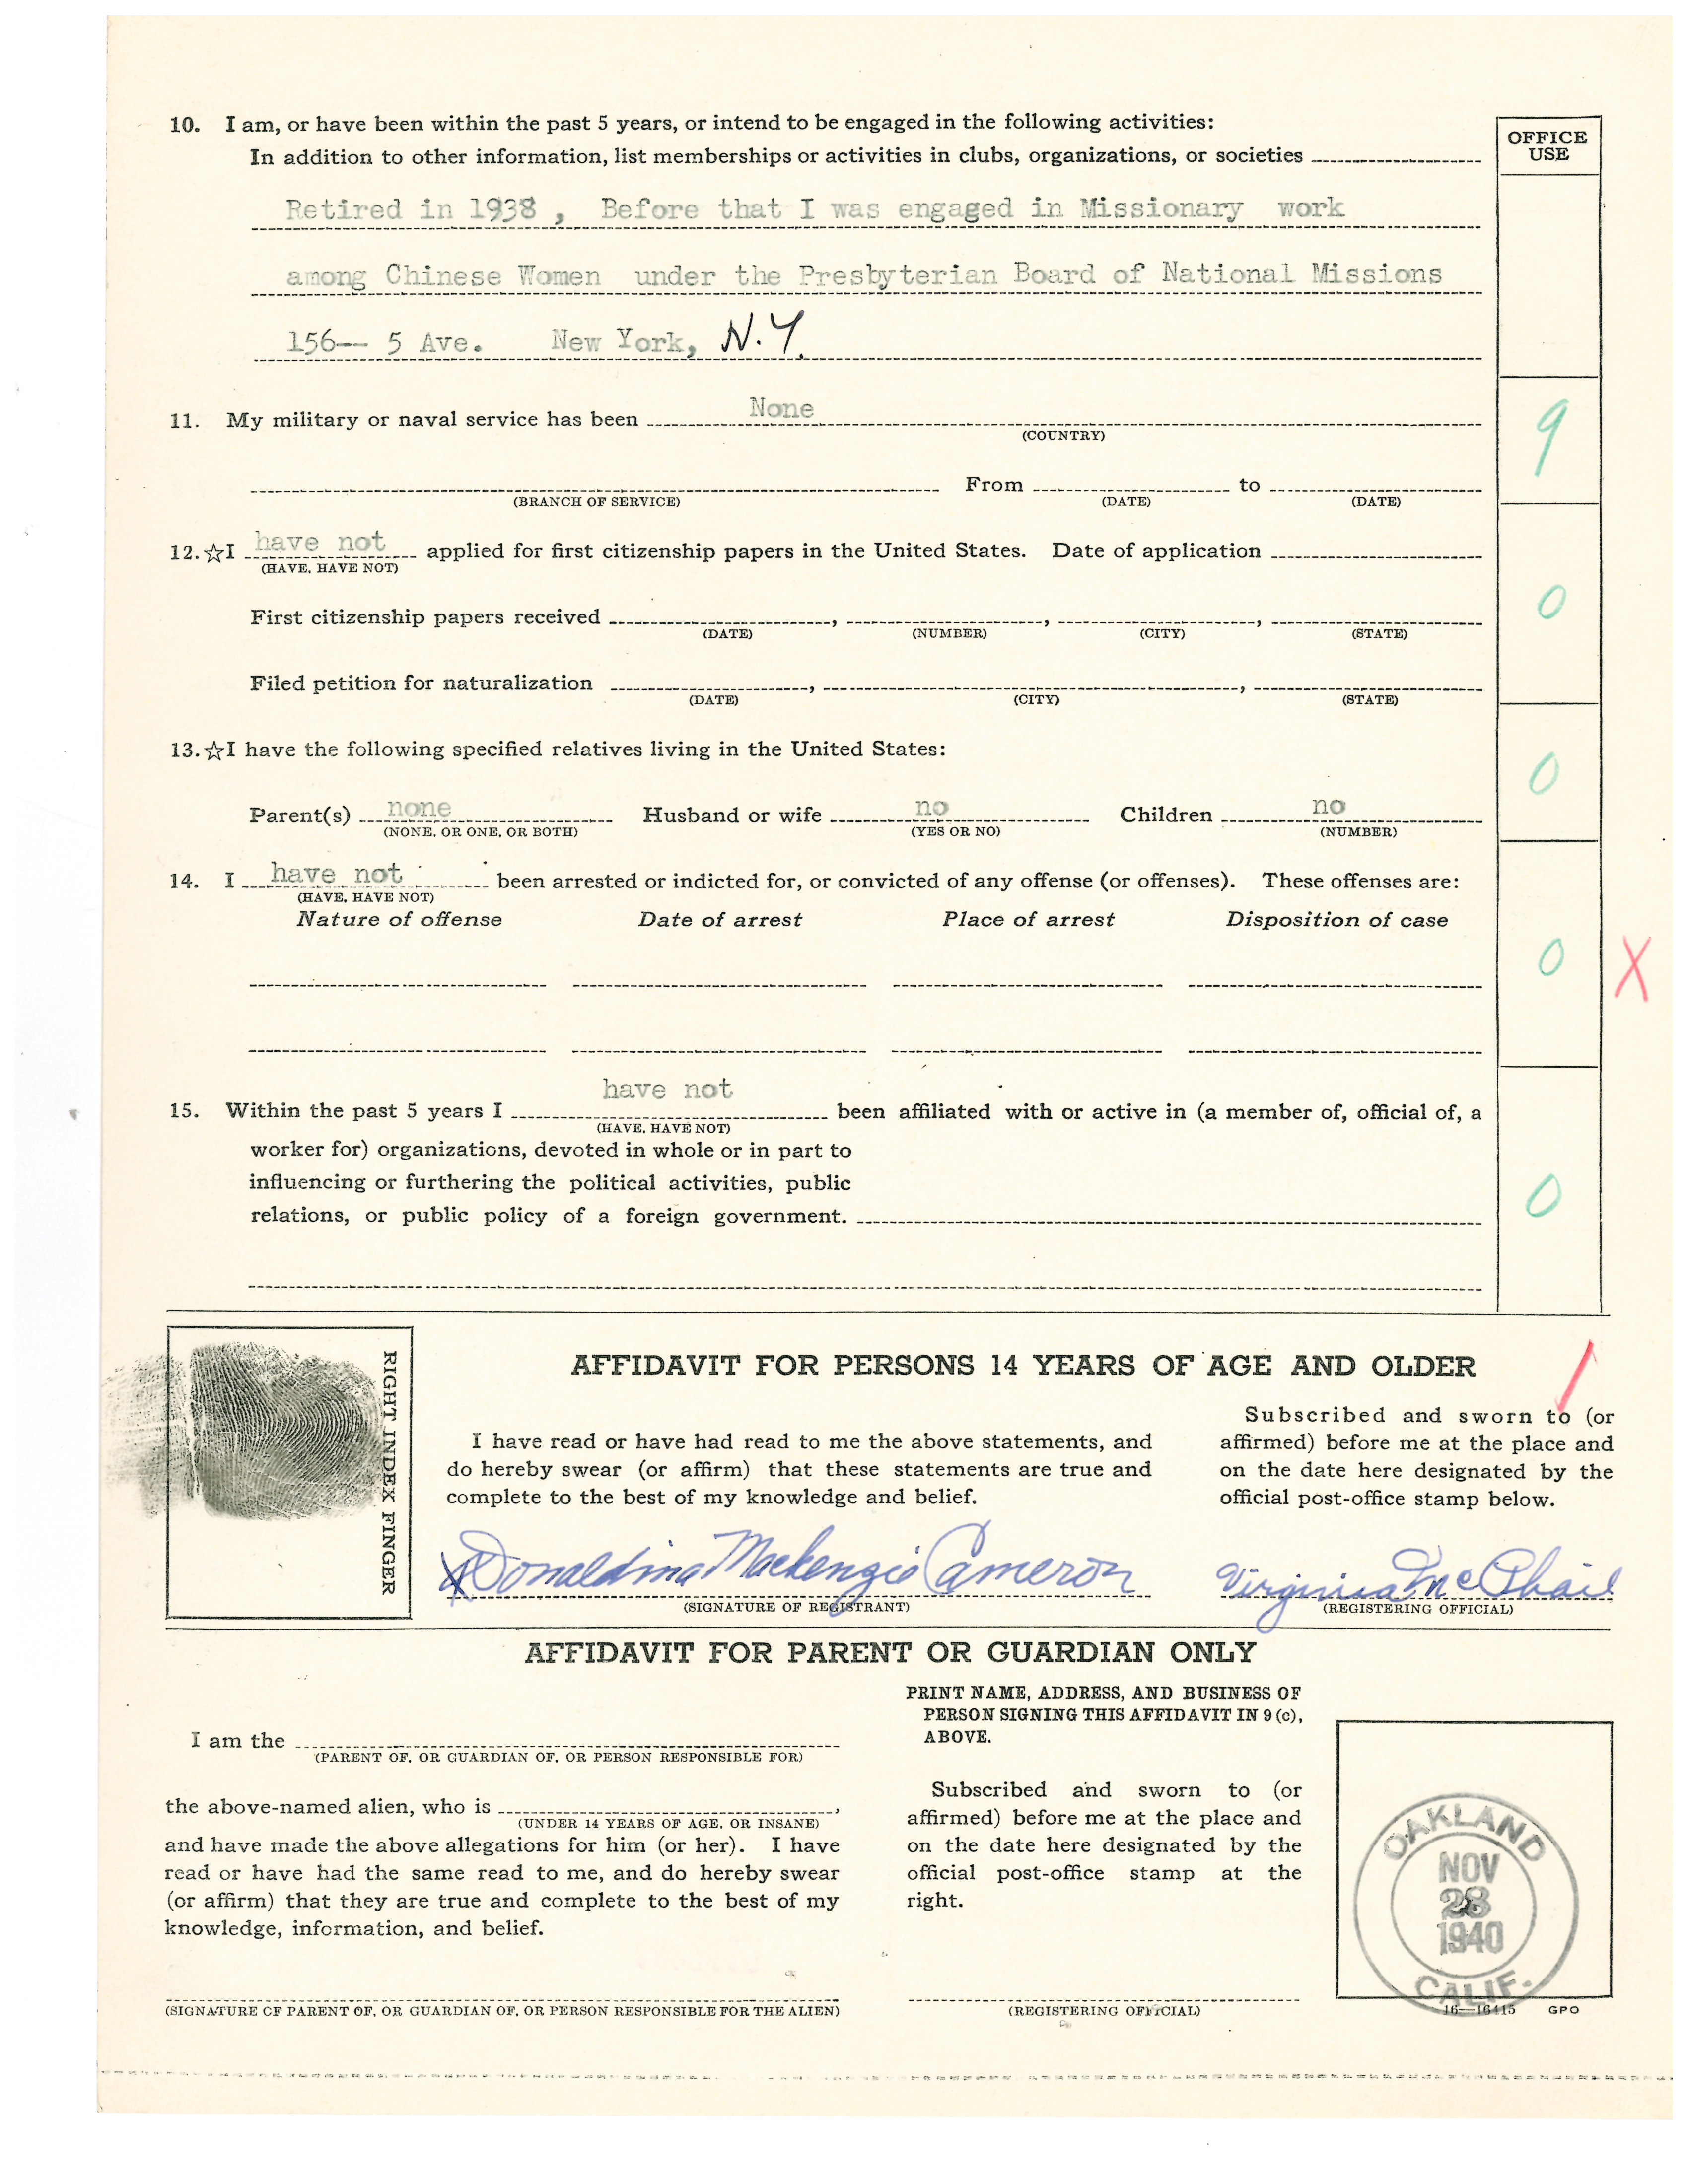 10. I am, or have been within the past 5 years, or intend to be engaged in the following activities:
In addition to other information, list memberships or activities in clubs, organizations, or societies
OFFICE USE
Retired in 1938 , Before that I was engaged in Missionary work
among Chinese Women under the Presbyterian Board of National Missions
156-- 5 Ave. New York, N.Y.
11. My military or naval service has been None
(COUNTRY)
9
From to
(BRANCH OF SERVICE) (DATE) (DATE)
12. ☆I have not applied for first citizenship papers in the United States. Date of application
(HAVE, HAVE NOT)
0
First citizenship papers received , , ,
(DATE) (NUMBER) (CITY) (STATE)
Filed petition for naturalization , ,
(DATE) (CITY) (STATE)
13. ☆I have the following specified relatives living in the United States:
0
Parent(s) none Husband or wife no Children no
(NONE, OR ONE, OR BOTH) (YES OR NO) (NUMBER)
14. I have not been arrested or indicted for, or convicted of any offense (or offenses). These offenses are:
(HAVE, HAVE NOT)
Nature of offense Date of arrest Place of arrest Disposition of case
0 X
have not
15. Within the past 5 years I been affiliated with or active in (a member of, official of, a
(HAVE, HAVE NOT)
worker for) organizations, devoted in whole or in part to
influencing or furthering the political activities, public
relations, or public policy of a foreign government.
0
RIGHT INDEX FINGER
AFFIDAVIT FOR PERSONS 14 YEARS OF AGE AND OLDER
I have read or have had read to me the above statements, and
do hereby swear (or affirm) that these statements are true and
complete to the best of my knowledge and belief.
X Donaldina Mackenzie Cameron
(SIGNATURE OF REGISTRANT)
Subscribed and sworn to (or
affirmed) before me at the place and
on the date here designated by the
official post-office stamp below.
Virginia McPhail
(REGISTERING OFFICIAL)
AFFIDAVIT FOR PARENT OR GUARDIAN ONLY
I am the
(PARENT OF, OR GUARDIAN OF, OR PERSON RESPONSIBLE FOR)
the above-named alien, who is ,
(UNDER 14 YEARS OF AGE, OR INSANE)
and have made the above allegations for him (or her). I have
read or have had the same read to me, and do hereby swear
(or affirm) that they are true and complete to the best of my
knowledge, information, and belief.
(SIGNATURE OF PARENT OF, OR GUARDIAN OF, OR PERSON RESPONSIBLE FOR THE ALIEN)
PRINT NAME, ADDRESS, AND BUSINESS OF
PERSON SIGNING THIS AFFIDAVIT IN 9 (c),
ABOVE.
Subscribed and sworn to (or
affirmed) before me at the place and
on the date here designated by the
official post-office stamp at the
right.
(REGISTERING OFFICIAL)
OAKLAND
NOV
28
1940
CALIF.
16—16415 GPO